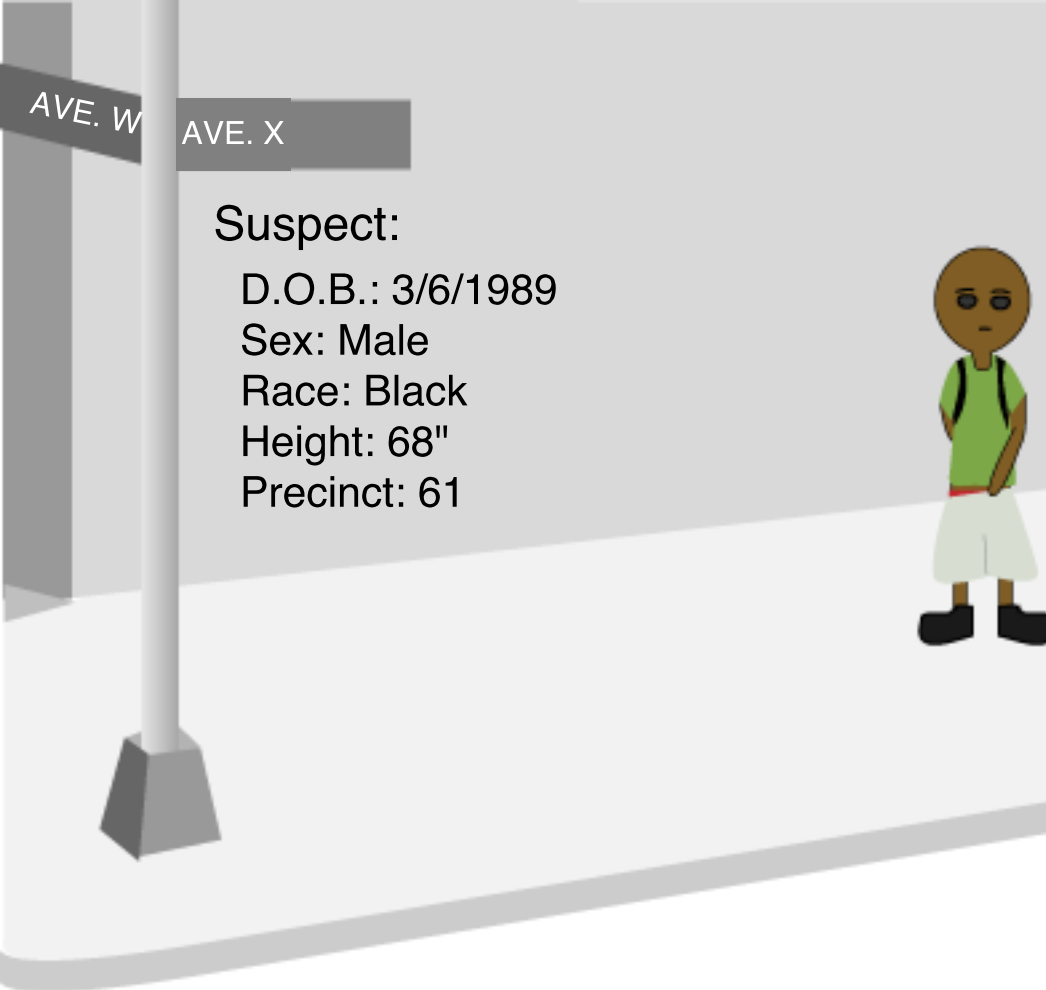 AVE. W
AVE. X
Suspect:
D.O.B.: 3/6/1989
Sex: Male
Race: Black
Height: 68"
Precinct: 61